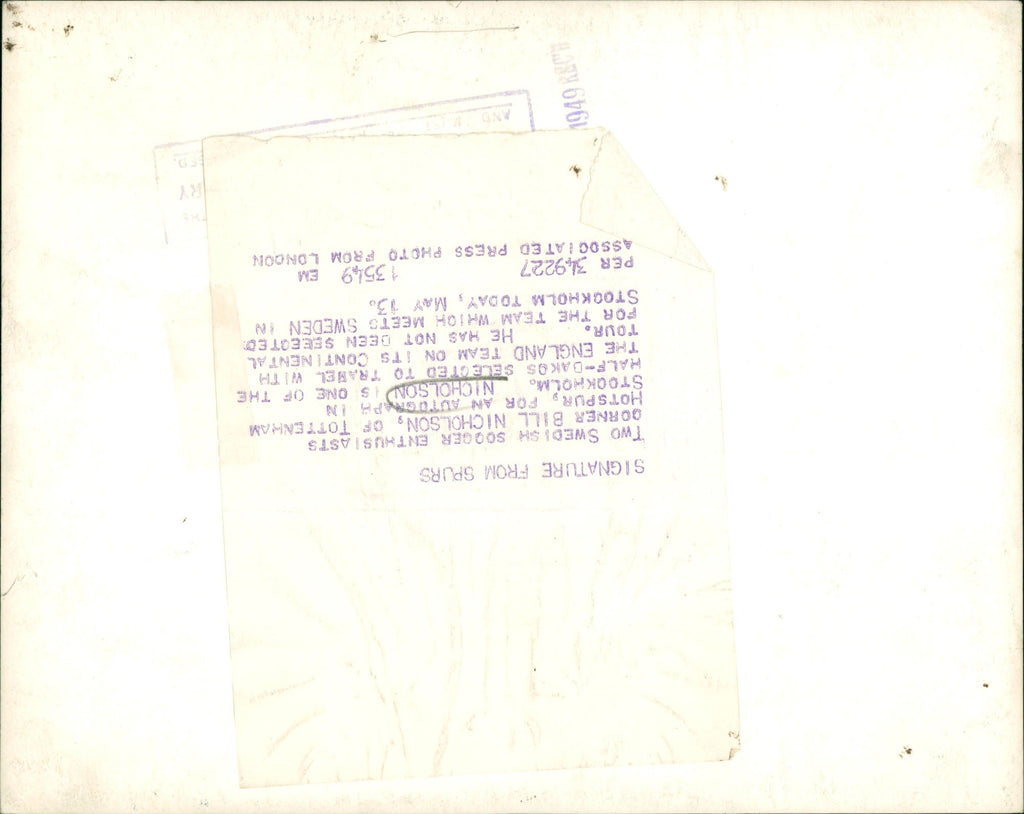 SIGNATURE FROM SPURS
TWO SWEDISH SOCCER ENTHUSIASTS
CORNER BILL NICHOLSON, OF TOTTENHAM
HOTSPUR, FOR AN AUTOGRAPH IN
STOCKHOLM. NICHOLSON IS ONE OF THE
HALF-BAKCS SELECTED TO TRABEL WITH
THE ENGLAND TEAM ON ITS CONTINENTAL
TOUR. HE HAS NOT BEEN SELECTED
FOR THE TEAM WHICH MEETS SWEDEN IN
STOCKHOLM TODAY, MAY 13.
PER 349227 13549 EM
ASSOCIATED PRESS PHOTO FROM LONDON
1949 REC'D